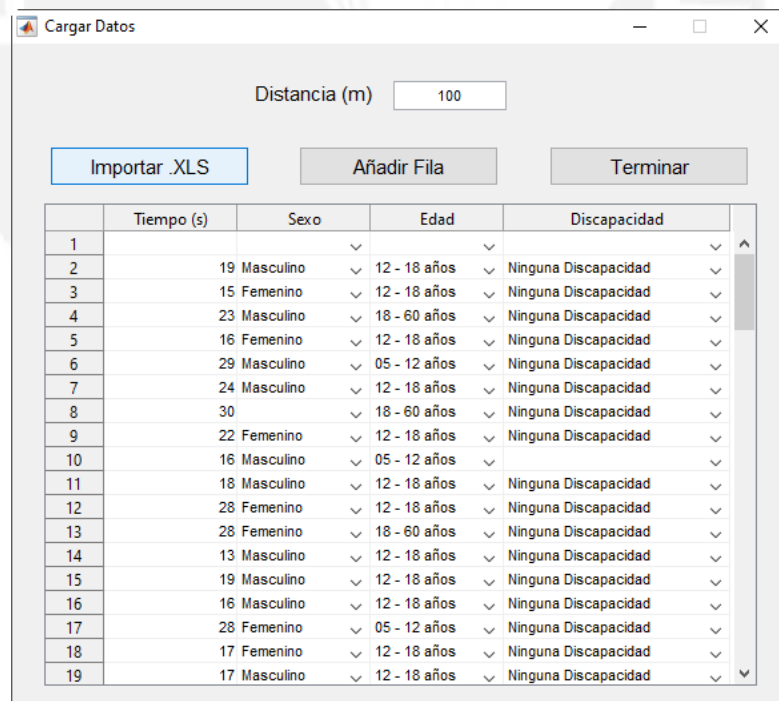 Cargar Datos
Distancia (m) 100
Importar .XLS Añadir Fila Terminar
Tiempo (s) Sexo Edad Discapacidad
1
2 19 Masculino 12 - 18 años Ninguna Discapacidad
3 15 Femenino 12 - 18 años Ninguna Discapacidad
4 23 Masculino 18 - 60 años Ninguna Discapacidad
5 16 Femenino 12 - 18 años Ninguna Discapacidad
6 29 Masculino 05 - 12 años Ninguna Discapacidad
7 24 Masculino 12 - 18 años Ninguna Discapacidad
8 30 18 - 60 años Ninguna Discapacidad
9 22 Femenino 12 - 18 años Ninguna Discapacidad
10 16 Masculino 05 - 12 años
11 18 Masculino 12 - 18 años Ninguna Discapacidad
12 28 Femenino 12 - 18 años Ninguna Discapacidad
13 28 Femenino 18 - 60 años Ninguna Discapacidad
14 13 Masculino 12 - 18 años Ninguna Discapacidad
15 19 Masculino 12 - 18 años Ninguna Discapacidad
16 16 Masculino 12 - 18 años Ninguna Discapacidad
17 28 Femenino 05 - 12 años Ninguna Discapacidad
18 17 Femenino 12 - 18 años Ninguna Discapacidad
19 17 Masculino 12 - 18 años Ninguna Discapacidad